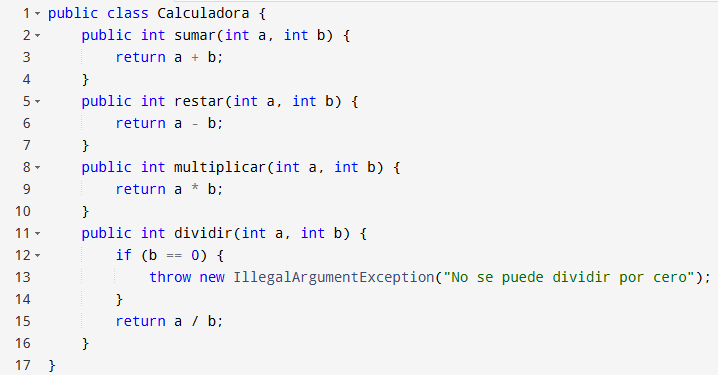 1 public class Calculadora {
2     public int sumar(int a, int b) {
3         return a + b;
4     }
5     public int restar(int a, int b) {
6         return a - b;
7     }
8     public int multiplicar(int a, int b) {
9         return a * b;
10     }
11     public int dividir(int a, int b) {
12         if (b == 0) {
13             throw new IllegalArgumentException("No se puede dividir por cero");
14         }
15         return a / b;
16     }
17 }